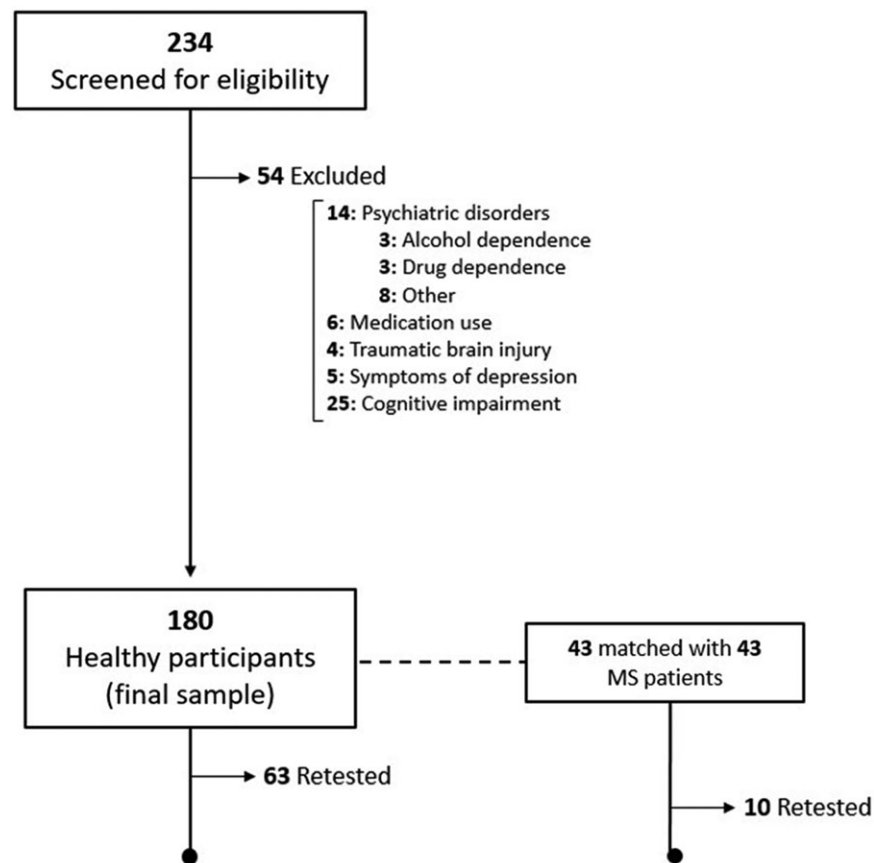 234
Screened for eligibility
54 Excluded
14: Psychiatric disorders
3: Alcohol dependence
3: Drug dependence
8: Other
6: Medication use
4: Traumatic brain injury
5: Symptoms of depression
25: Cognitive impairment
180
Healthy participants
(final sample)
43 matched with 43
MS patients
63 Retested
10 Retested